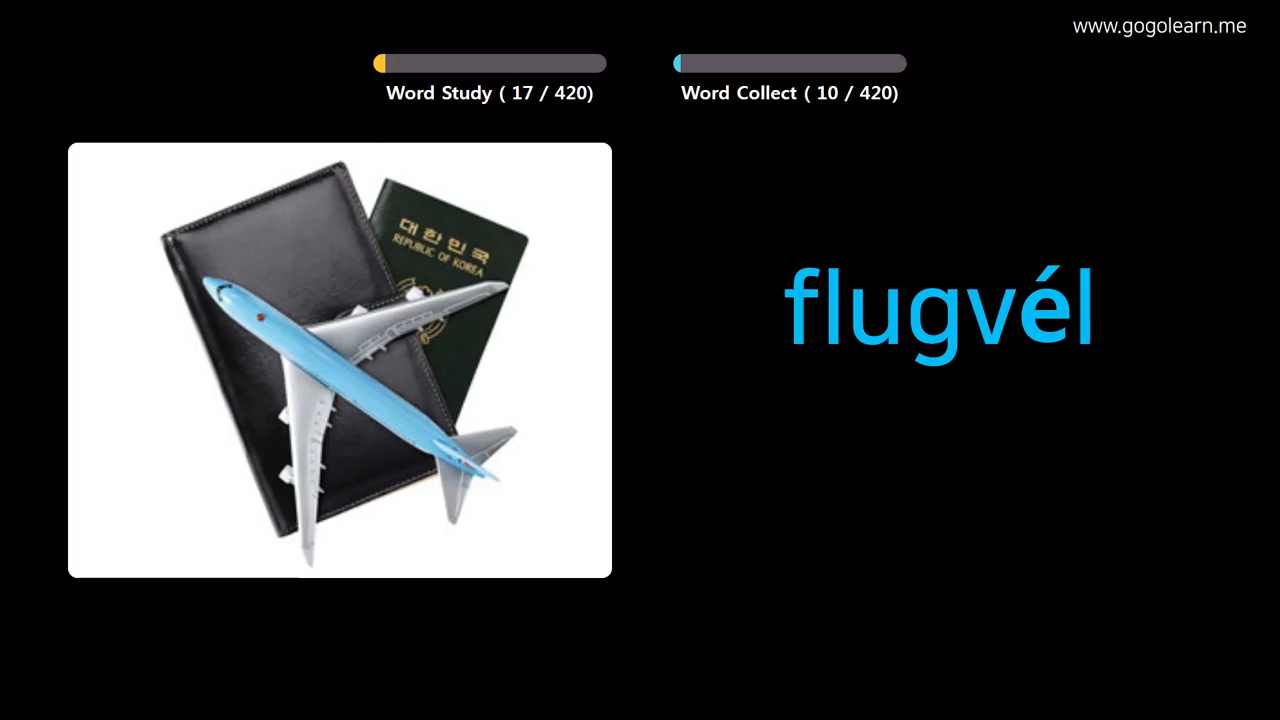 www.gogolearn.me
Word Study ( 17 / 420)
Word Collect ( 10 / 420)
대한민국
REPUBLIC OF KOREA
flugvél